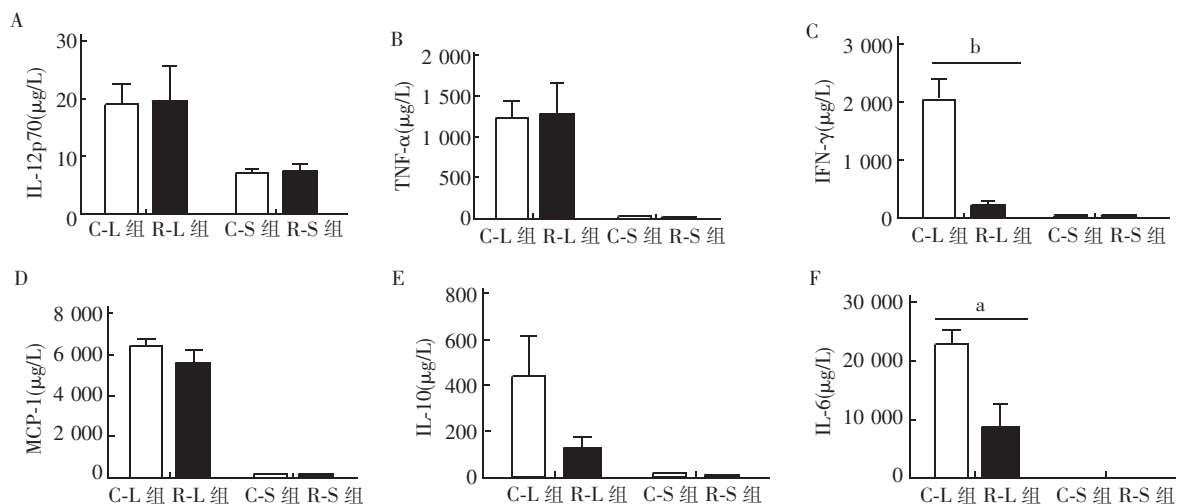 A
IL-12p70(μg/L)
30
20
10
0
C-L 组 R-L 组 C-S 组 R-S 组
B
TNF-α(μg/L)
2 000
1 500
1 000
500
0
C-L 组 R-L 组 C-S 组 R-S 组
C
IFN-γ(μg/L)
3 000
2 000
1 000
0
b
C-L 组 R-L 组 C-S 组 R-S 组
D
MCP-1(μg/L)
8 000
6 000
4 000
2 000
0
C-L 组 R-L 组 C-S 组 R-S 组
E
IL-10(μg/L)
800
600
400
200
0
C-L 组 R-L 组 C-S 组 R-S 组
F
IL-6(μg/L)
30 000
20 000
10 000
0
a
C-L 组 R-L 组 C-S 组 R-S 组